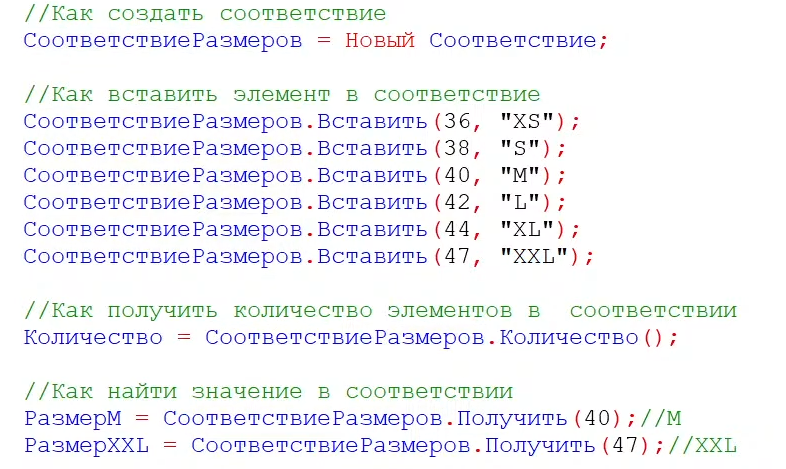 //Как создать соответствие
СоответствиеРазмеров = Новый Соответствие;
//Как вставить элемент в соответствие
СоответствиеРазмеров.Вставить(36, "XS");
СоответствиеРазмеров.Вставить(38, "S");
СоответствиеРазмеров.Вставить(40, "M");
СоответствиеРазмеров.Вставить(42, "L");
СоответствиеРазмеров.Вставить(44, "XL");
СоответствиеРазмеров.Вставить(47, "XXL");
//Как получить количество элементов в  соответствии
Количество = СоответствиеРазмеров.Количество();
//Как найти значение в соответствии
РазмерM = СоответствиеРазмеров.Получить(40);//M
РазмерXXL = СоответствиеРазмеров.Получить(47);//XXL